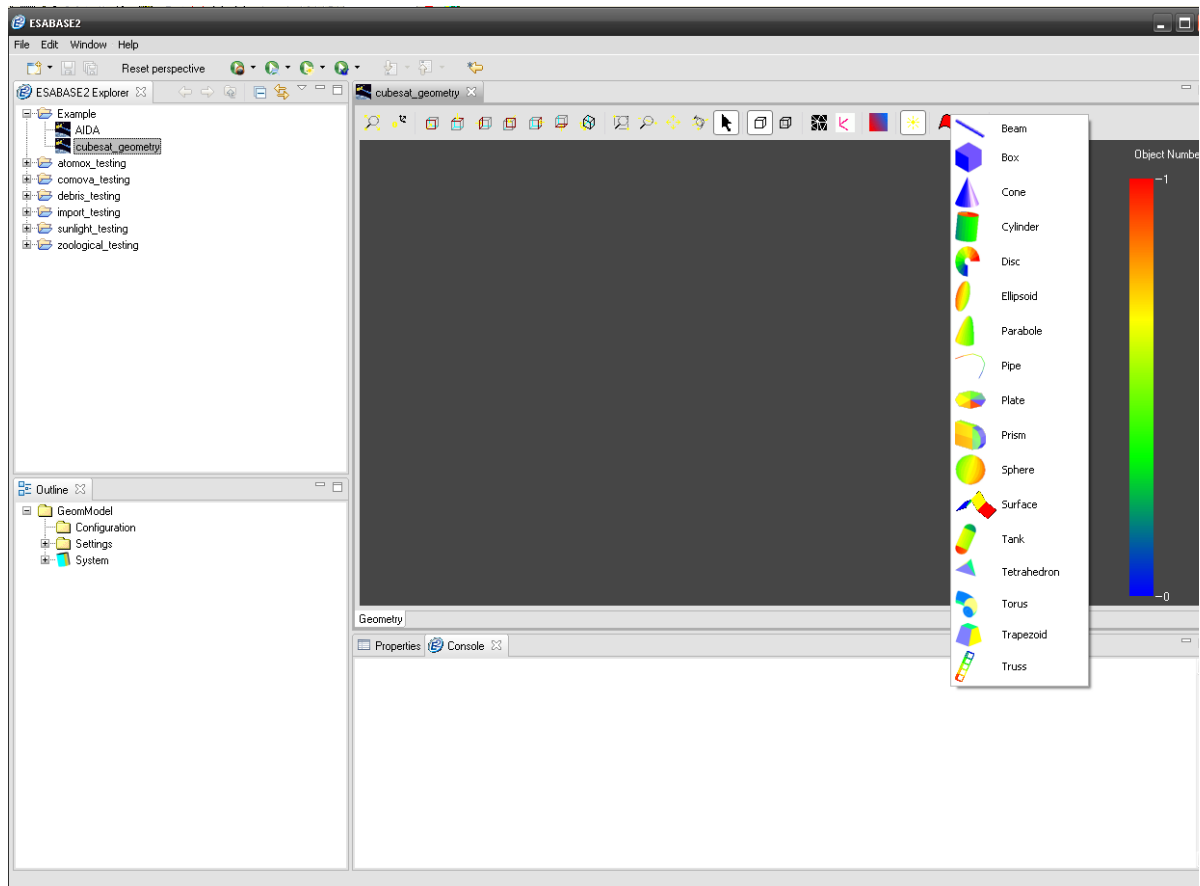 ESABASE2
File Edit Window Help
Reset perspective
ESABASE2 Explorer
Example
AIDA
cubesat_geometry
atomox_testing
comova_testing
debris_testing
import_testing
sunlight_testing
zoological_testing
Outline
GeomModel
Configuration
Settings
System
cubesat_geometry
Beam
Box
Cone
Cylinder
Disc
Ellipsoid
Parabole
Pipe
Plate
Prism
Sphere
Surface
Tank
Tetrahedron
Torus
Trapezoid
Truss
Object Numbe
1
0
Geometry
Properties Console